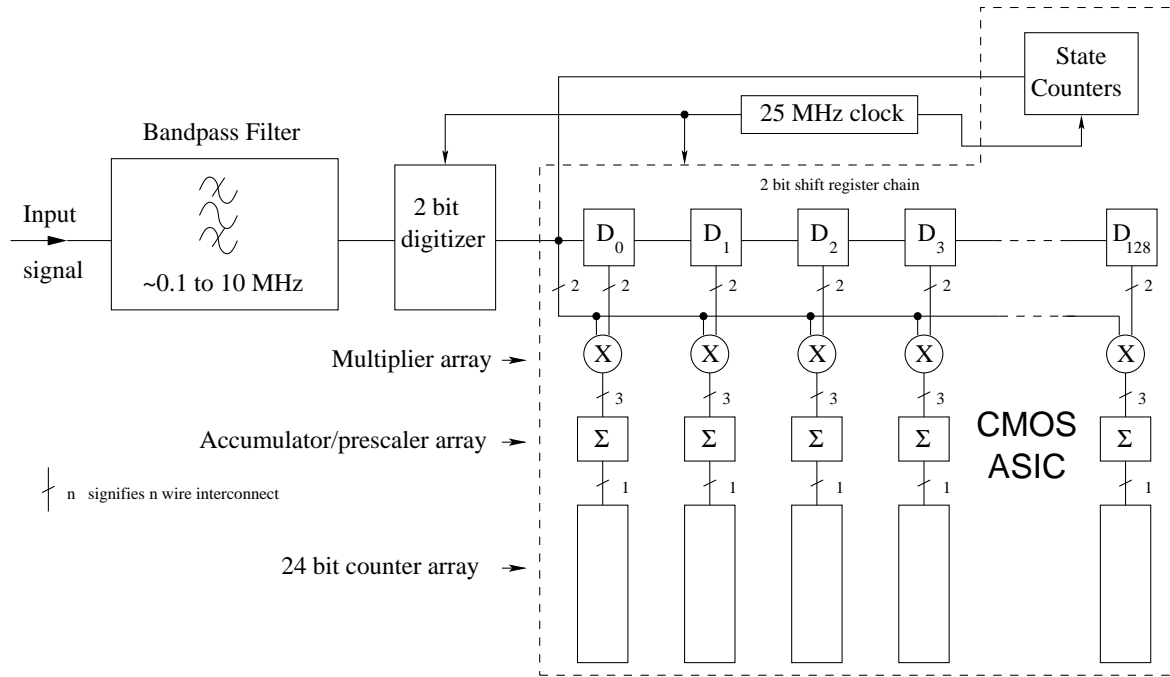 State
Counters
25 MHz clock
Bandpass Filter
2 bit shift register chain
Input
signal
~0.1 to 10 MHz
2 bit
digitizer
D0 D1 D2 D3 D128
2 2 2 2 2 2
Multiplier array
X X X X X
3 3 3 3 3
Accumulator/prescaler array
Σ Σ Σ Σ Σ
CMOS
ASIC
1 1 1 1 1
n signifies n wire interconnect
24 bit counter array